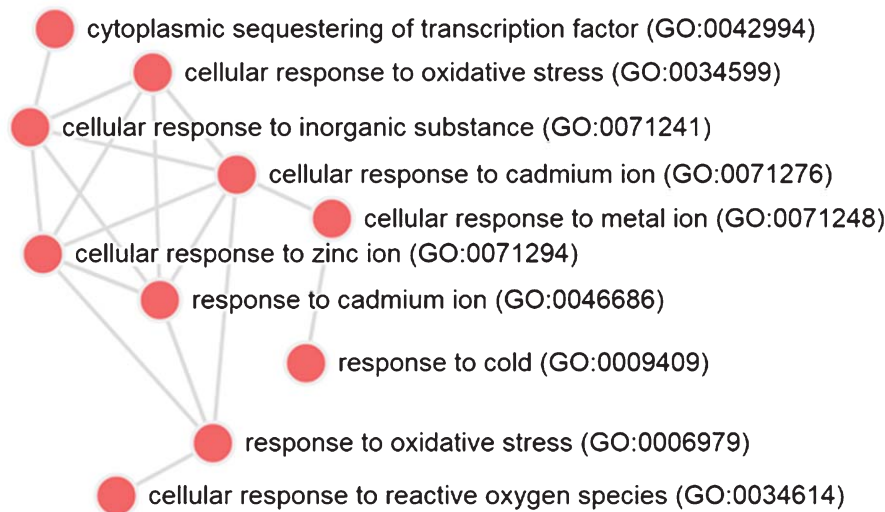 cytoplasmic sequestering of transcription factor (GO:0042994)
cellular response to oxidative stress (GO:0034599)
cellular response to inorganic substance (GO:0071241)
cellular response to cadmium ion (GO:0071276)
cellular response to metal ion (GO:0071248)
cellular response to zinc ion (GO:0071294)
response to cadmium ion (GO:0046686)
response to cold (GO:0009409)
response to oxidative stress (GO:0006979)
cellular response to reactive oxygen species (GO:0034614)